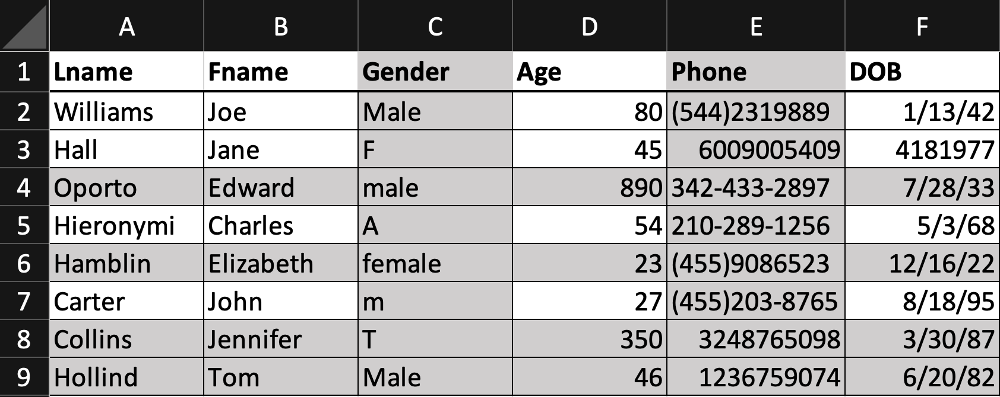 A B C D E F
1 Lname Fname Gender Age Phone DOB
2 Williams Joe Male 80 (544)2319889 1/13/42
3 Hall Jane F 45 6009005409 4181977
4 Oporto Edward male 890 342-433-2897 7/28/33
5 Hieronymi Charles A 54 210-289-1256 5/3/68
6 Hamblin Elizabeth female 23 (455)9086523 12/16/22
7 Carter John m 27 (455)203-8765 8/18/95
8 Collins Jennifer T 350 3248765098 3/30/87
9 Hollind Tom Male 46 1236759074 6/20/82